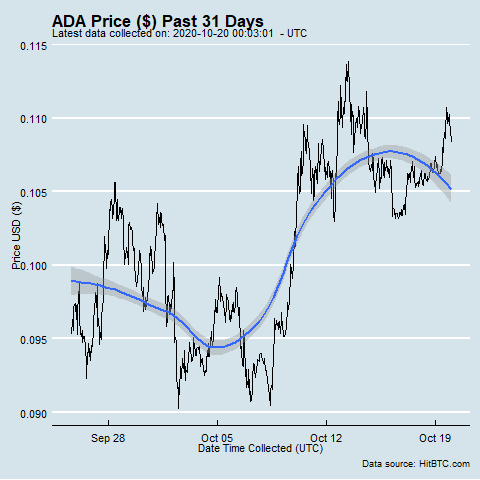 ADA Price ($) Past 31 Days
Latest data collected on: 2020-10-20 00:03:01 - UTC
0.115
0.110
0.105
0.100
0.095
0.090
Price USD ($)
Sep 28
Oct 05
Oct 12
Oct 19
Date Time Collected (UTC)
Data source: HitBTC.com